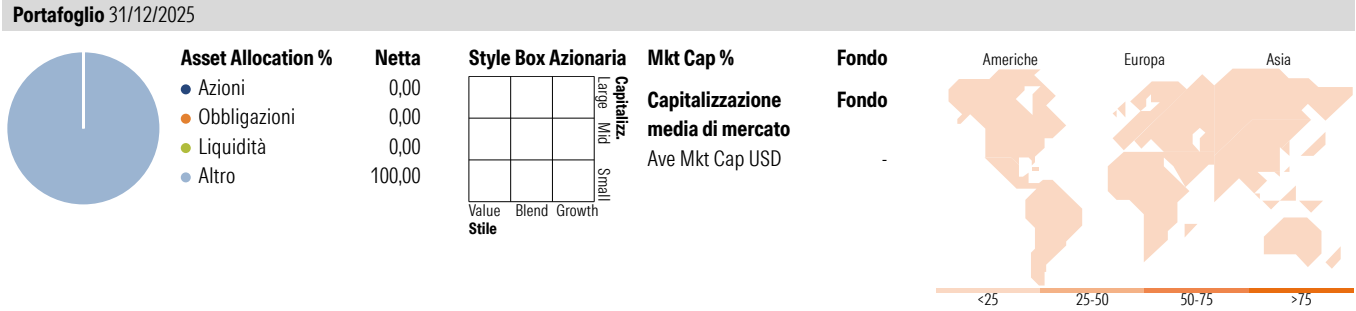 Portafoglio 31/12/2025
Asset Allocation % Netta
Azioni 0,00
Obbligazioni 0,00
Liquidità 0,00
Altro 100,00
Style Box Azionaria
Capitalizz.
Large
Mid
Small
Value Blend Growth
Stile
Mkt Cap % Fondo
Capitalizzazione Fondo
media di mercato
Ave Mkt Cap USD -
Americhe Europa Asia
<25 25-50 50-75 >75